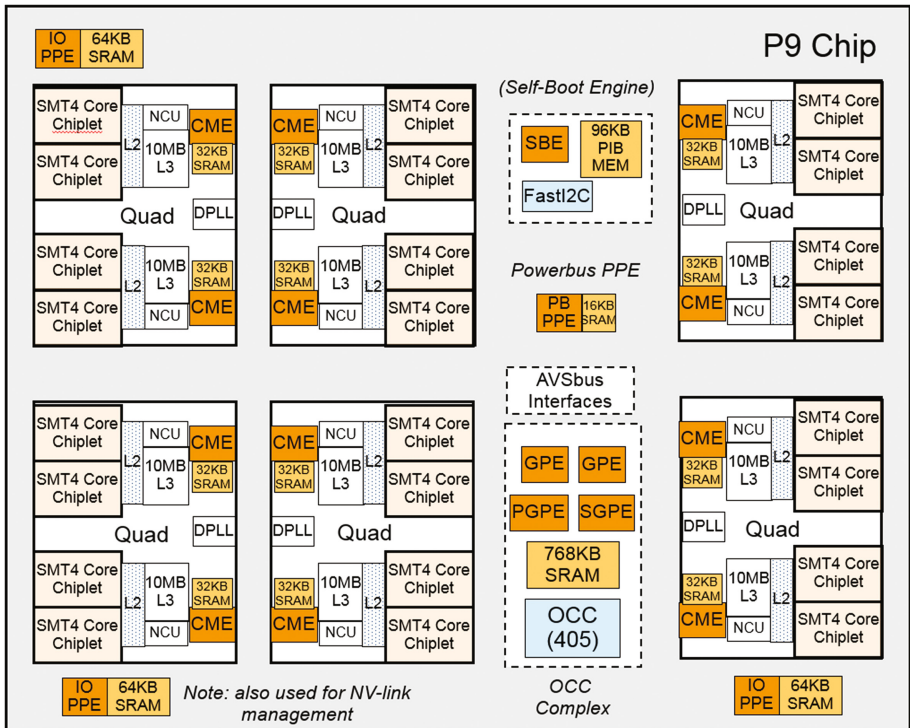 P9 Chip
IO
PPE
64KB
SRAM
SMT4 Core
Chiplet
SMT4 Core
Chiplet
L2
NCU
10MB
L3
CME
32KB
SRAM
Quad
DPLL
SMT4 Core
Chiplet
SMT4 Core
Chiplet
L2
10MB
L3
NCU
32KB
SRAM
CME
CME
32KB
SRAM
NCU
10MB
L3
L2
SMT4 Core
Chiplet
SMT4 Core
Chiplet
DPLL
Quad
32KB
SRAM
CME
10MB
L3
NCU
L2
SMT4 Core
Chiplet
SMT4 Core
Chiplet
(Self-Boot Engine)
SBE
96KB
PIB
MEM
FastI2C
Powerbus PPE
PB
PPE
16KB
SRAM
CME
32KB
SRAM
NCU
10MB
L3
L2
SMT4 Core
Chiplet
SMT4 Core
Chiplet
DPLL
Quad
32KB
SRAM
CME
10MB
L3
NCU
L2
SMT4 Core
Chiplet
SMT4 Core
Chiplet
SMT4 Core
Chiplet
SMT4 Core
Chiplet
L2
NCU
10MB
L3
CME
32KB
SRAM
Quad
DPLL
SMT4 Core
Chiplet
SMT4 Core
Chiplet
L2
10MB
L3
NCU
32KB
SRAM
CME
CME
32KB
SRAM
NCU
10MB
L3
L2
SMT4 Core
Chiplet
SMT4 Core
Chiplet
DPLL
Quad
32KB
SRAM
CME
10MB
L3
NCU
L2
SMT4 Core
Chiplet
SMT4 Core
Chiplet
AVSbus
Interfaces
GPE
GPE
PGPE
SGPE
768KB
SRAM
OCC
(405)
OCC
Complex
CME
32KB
SRAM
NCU
10MB
L3
L2
SMT4 Core
Chiplet
SMT4 Core
Chiplet
DPLL
Quad
32KB
SRAM
CME
10MB
L3
NCU
L2
SMT4 Core
Chiplet
SMT4 Core
Chiplet
IO
PPE
64KB
SRAM
Note: also used for NV-link
management
IO
PPE
64KB
SRAM